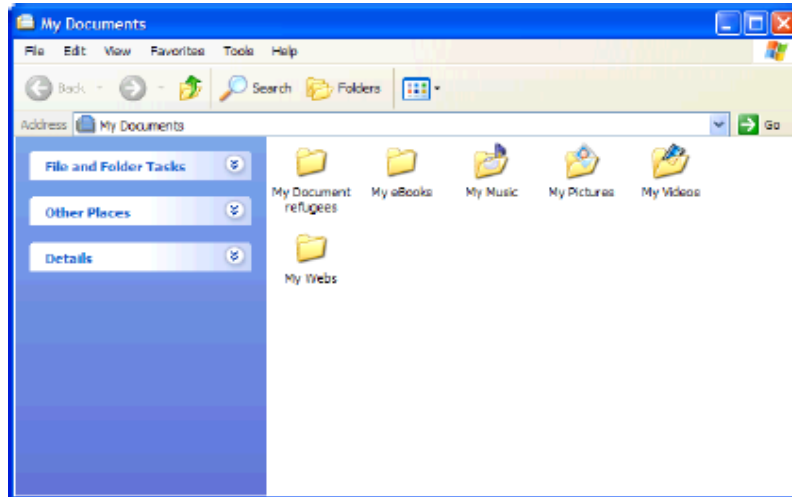 My Documents
File Edit View Favorites Tools Help
Back Search Folders
Address My Documents Go
File and Folder Tasks
Other Places
Details
My Document refugees
My eBooks
My Music
My Pictures
My Videos
My Webs